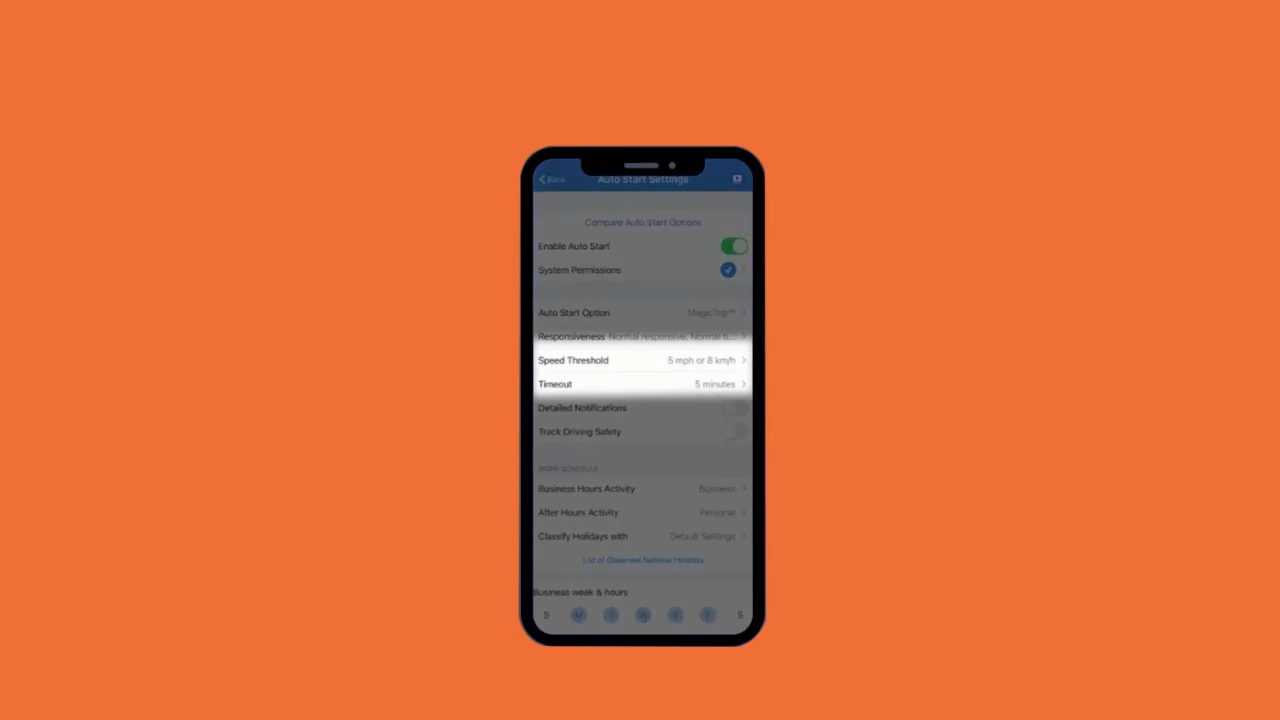 Back Auto Start Settings
Compare Auto Start Options
Enable Auto Start
System Permissions
Auto Start Option MagicTrip™
Responsiveness Normal responsive, Normal b...
Speed Threshold 5 mph or 8 km/h
Timeout 5 minutes
Detailed Notifications
Track Driving Safety
WORK SCHEDULE
Business Hours Activity Business
After Hours Activity Personal
Classify Holidays with Default Settings
List of Observed National Holidays
Business week & hours
S M T W T F S